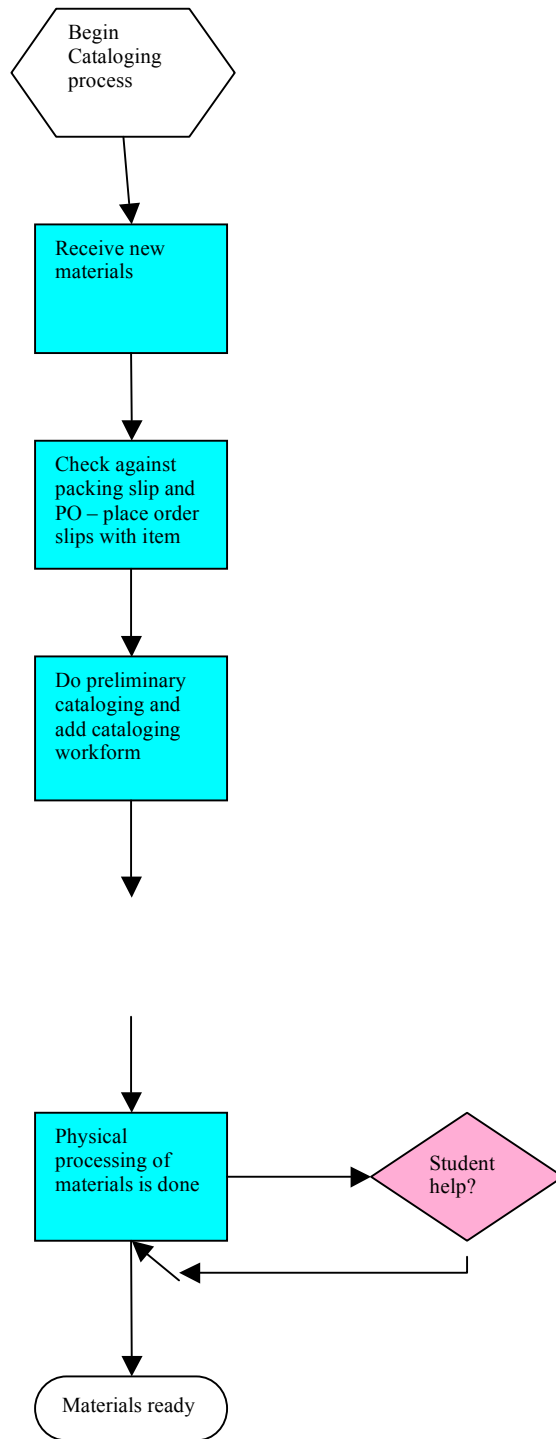 Begin
Cataloging
process
Receive new
materials
Check against
packing slip and
PO – place order
slips with item
Do preliminary
cataloging and
add cataloging
workform
Physical
processing of
materials is done
Student
help?
Materials ready